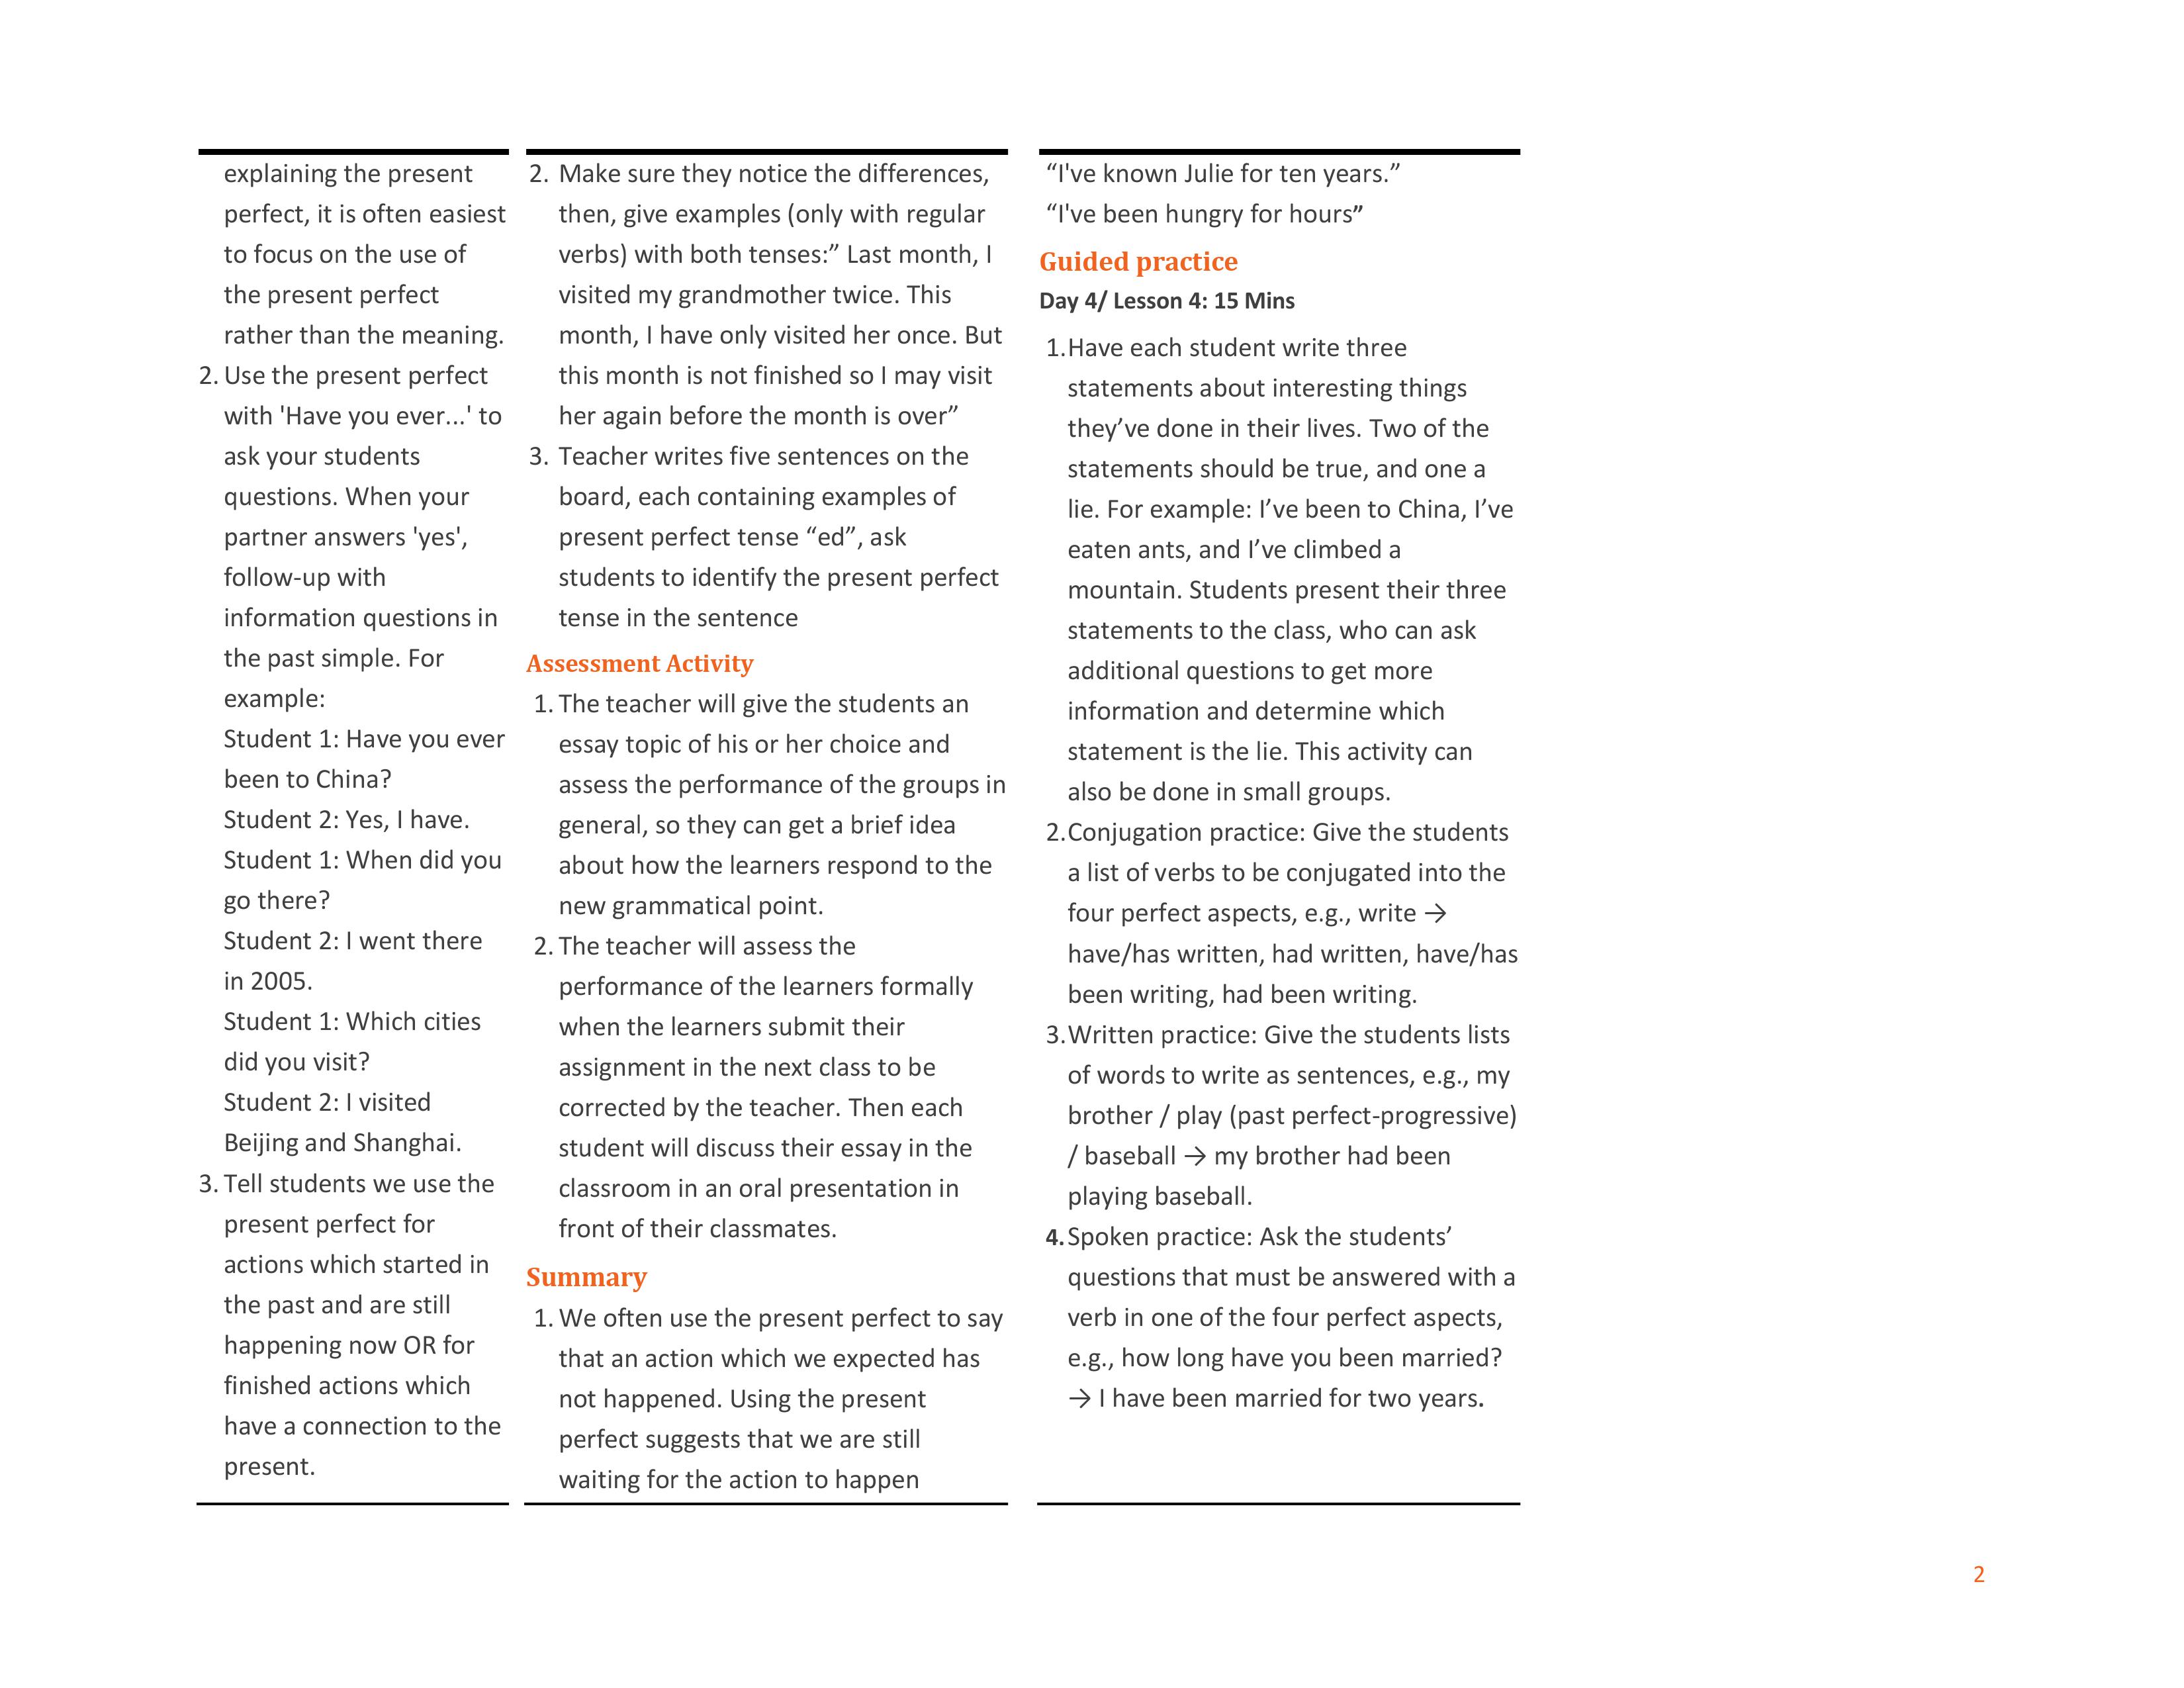 explaining the present
perfect, it is often easiest
to focus on the use of
the present perfect
rather than the meaning.
2. Use the present perfect
with 'Have you ever...' to
ask your students
questions. When your
partner answers 'yes',
follow-up with
information questions in
the past simple. For
example:
Student 1: Have you ever
been to China?
Student 2: Yes, I have.
Student 1: When did you
go there?
Student 2: I went there
in 2005.
Student 1: Which cities
did you visit?
Student 2: I visited
Beijing and Shanghai.
3. Tell students we use the
present perfect for
actions which started in
the past and are still
happening now OR for
finished actions which
have a connection to the
present.
2. Make sure they notice the differences,
then, give examples (only with regular
verbs) with both tenses:” Last month, I
visited my grandmother twice. This
month, I have only visited her once. But
this month is not finished so I may visit
her again before the month is over”
3. Teacher writes five sentences on the
board, each containing examples of
present perfect tense “ed”, ask
students to identify the present perfect
tense in the sentence
Assessment Activity
1. The teacher will give the students an
essay topic of his or her choice and
assess the performance of the groups in
general, so they can get a brief idea
about how the learners respond to the
new grammatical point.
2. The teacher will assess the
performance of the learners formally
when the learners submit their
assignment in the next class to be
corrected by the teacher. Then each
student will discuss their essay in the
classroom in an oral presentation in
front of their classmates.
Summary
1. We often use the present perfect to say
that an action which we expected has
not happened. Using the present
perfect suggests that we are still
waiting for the action to happen
“I've known Julie for ten years.”
“I've been hungry for hours”
Guided practice
Day 4/ Lesson 4: 15 Mins
1.Have each student write three
statements about interesting things
they’ve done in their lives. Two of the
statements should be true, and one a
lie. For example: I’ve been to China, I’ve
eaten ants, and I’ve climbed a
mountain. Students present their three
statements to the class, who can ask
additional questions to get more
information and determine which
statement is the lie. This activity can
also be done in small groups.
2.Conjugation practice: Give the students
a list of verbs to be conjugated into the
four perfect aspects, e.g., write →
have/has written, had written, have/has
been writing, had been writing.
3.Written practice: Give the students lists
of words to write as sentences, e.g., my
brother / play (past perfect-progressive)
/ baseball → my brother had been
playing baseball.
4.Spoken practice: Ask the students’
questions that must be answered with a
verb in one of the four perfect aspects,
e.g., how long have you been married?
→ I have been married for two years.
2